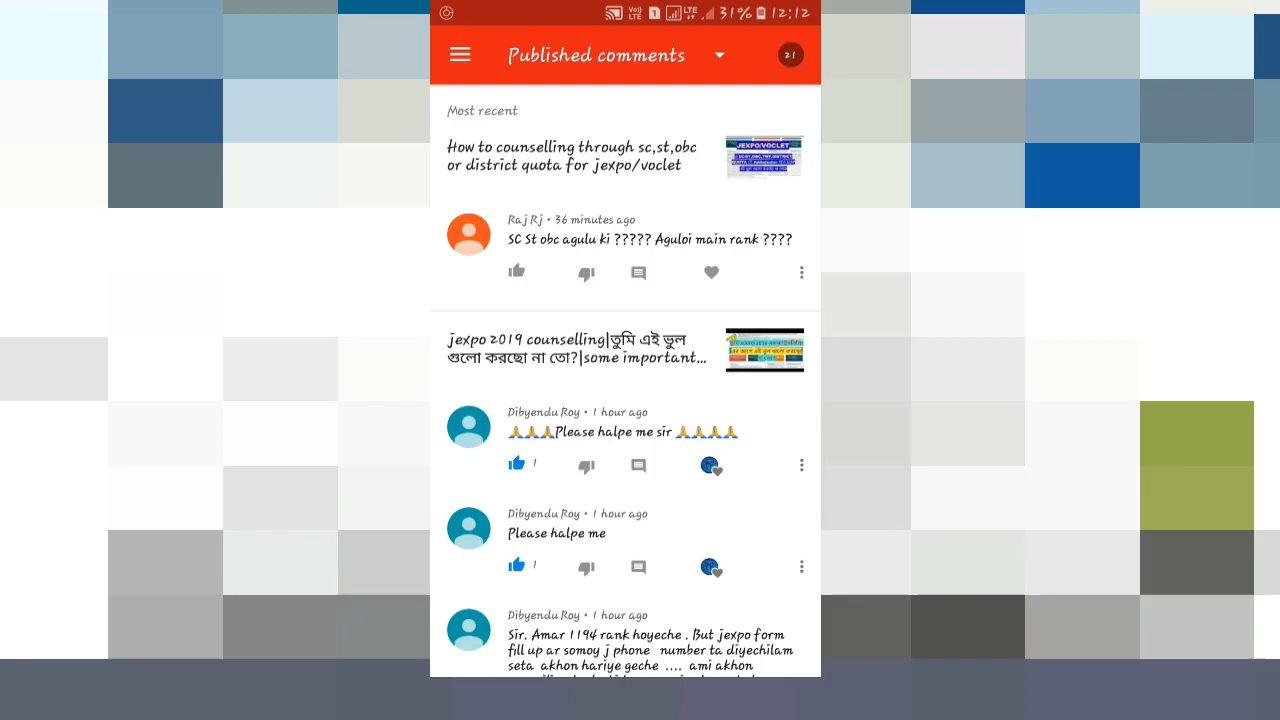 Voj LTE 1 LTE 31% 12:12
Published comments
21
Most recent
How to counselling through sc,st,obc
or district quota for jexpo/voclet
JEXPO/VOCLET
Raj Rj • 36 minutes ago
SC St obc agulu ki ????? Aguloi main rank ????
jexpo 2019 counselling|তুমি এই ভুল
গুলো করছো না তো?|some important...
Dibyendu Roy • 1 hour ago
🙏🙏🙏Please halpe me sir 🙏🙏🙏🙏
1
Dibyendu Roy • 1 hour ago
Please halpe me
1
Dibyendu Roy • 1 hour ago
Sir. Amar 1194 rank hoyeche . But jexpo form
fill up ar somoy j phone number ta diyechilam
seta akhon hariye geche .... ami akhon